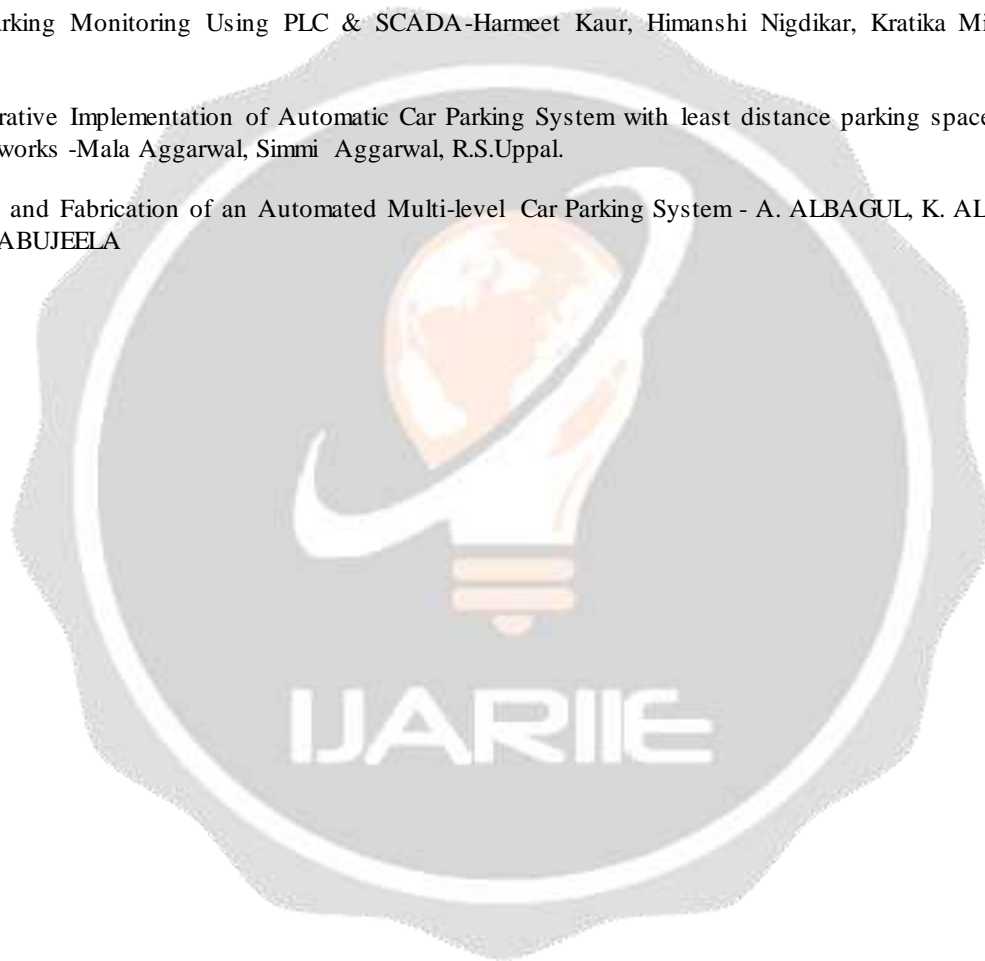 rking Monitoring Using PLC & SCADA-Harmeet Kaur, Himanshi Nigdikar, Kratika Mi
rative Implementation of Automatic Car Parking System with least distance parking space
works -Mala Aggarwal, Simmi Aggarwal, R.S.Uppal.
and Fabrication of an Automated Multi-level Car Parking System - A. ALBAGUL, K. AL
ABUJEELA
IJARIIE